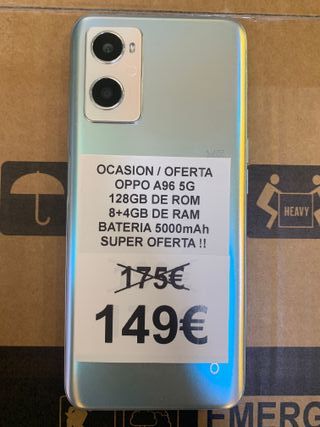 OCASION / OFERTA
OPPO A96 5G
128GB DE ROM
8+4GB DE RAM
BATERIA 5000mAh
SUPER OFERTA !!
175€
149€
HEAVY
EMERG